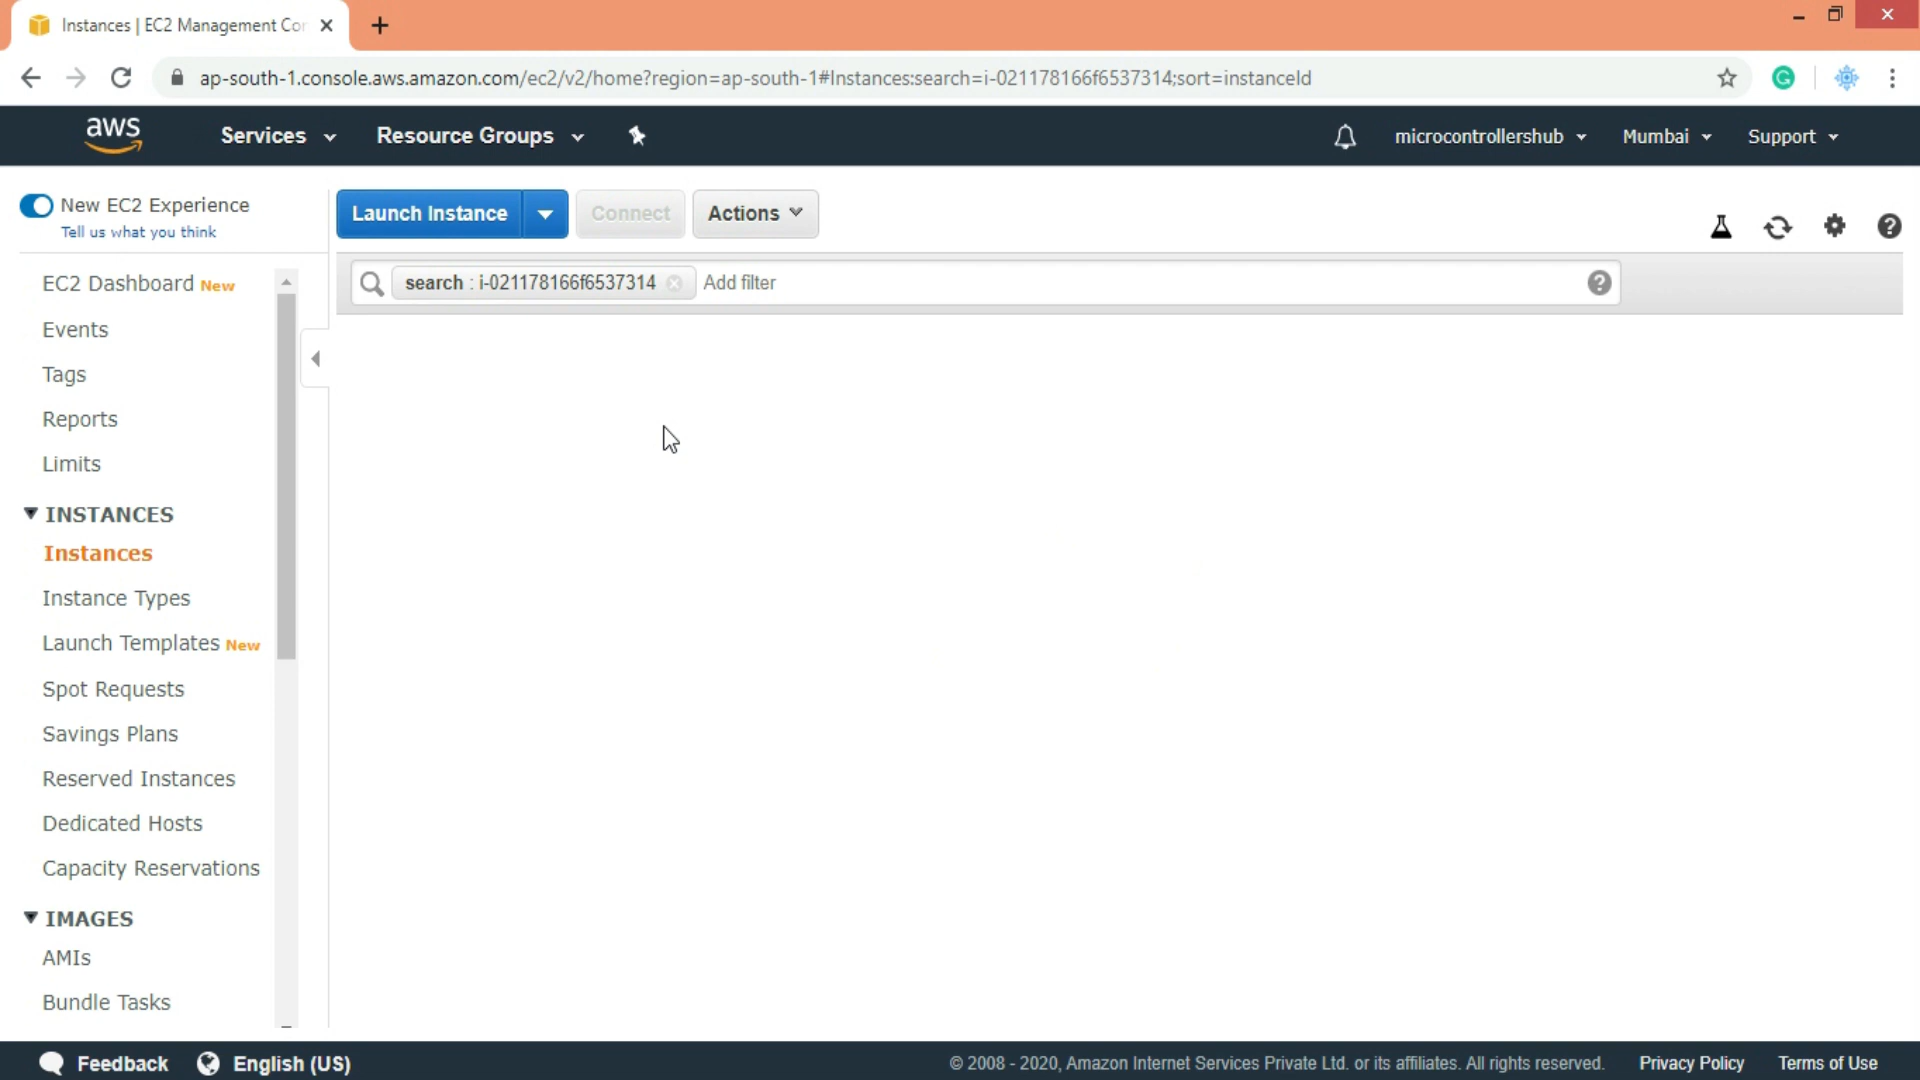 Instances | EC2 Management Con
ap-south-1.console.aws.amazon.com/ec2/v2/home?region=ap-south-1#Instances:search=i-021178166f6537314;sort=instanceId
aws Services Resource Groups microcontrollershub Mumbai Support
New EC2 Experience
Tell us what you think
Launch Instance Connect Actions
search : i-021178166f6537314 Add filter
EC2 Dashboard New
Events
Tags
Reports
Limits
INSTANCES
Instances
Instance Types
Launch Templates New
Spot Requests
Savings Plans
Reserved Instances
Dedicated Hosts
Capacity Reservations
IMAGES
AMIs
Bundle Tasks
Feedback English (US) © 2008 - 2020, Amazon Internet Services Private Ltd. or its affiliates. All rights reserved. Privacy Policy Terms of Use